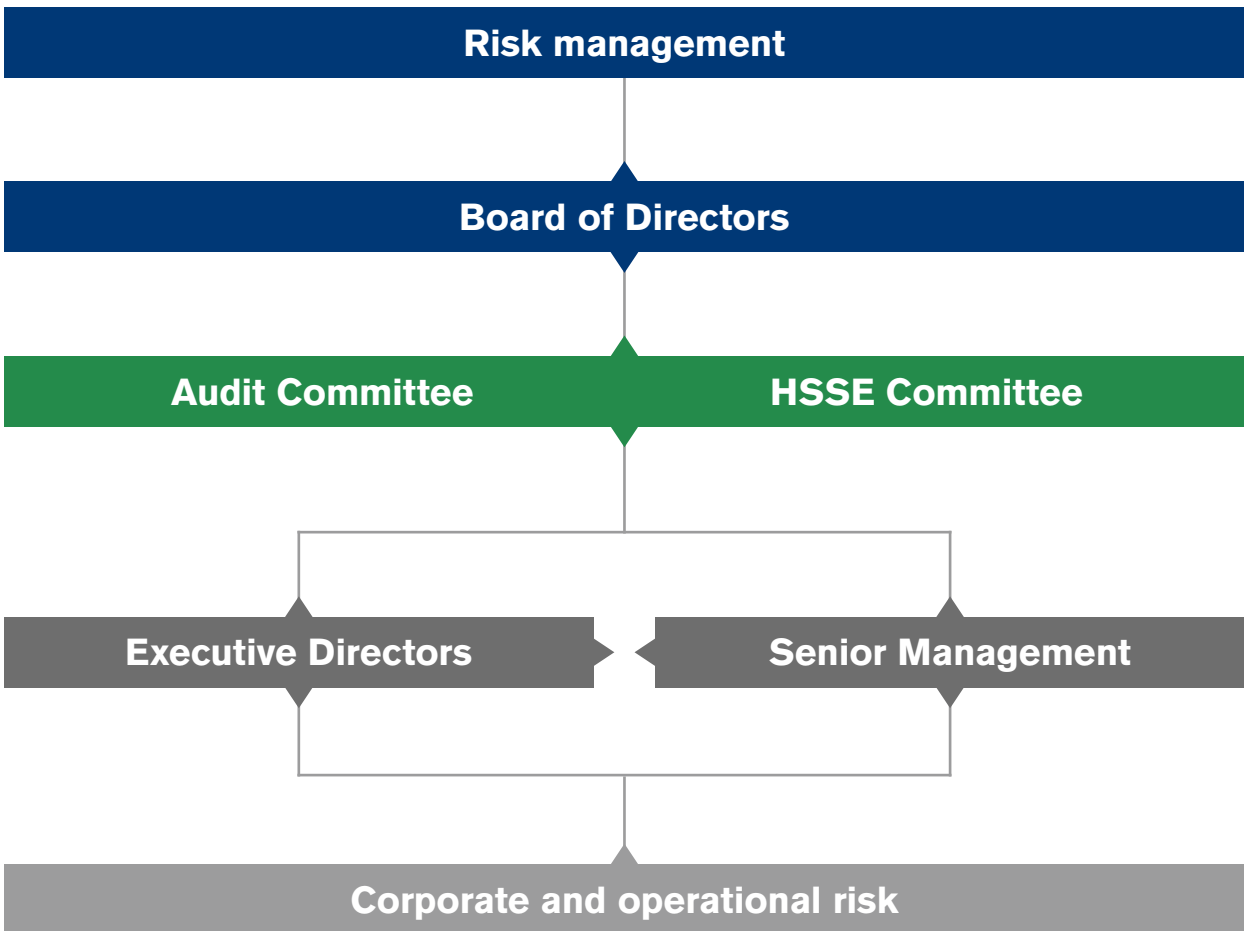 Risk management
Board of Directors
Audit Committee
HSSE Committee
Executive Directors
Senior Management
Corporate and operational risk